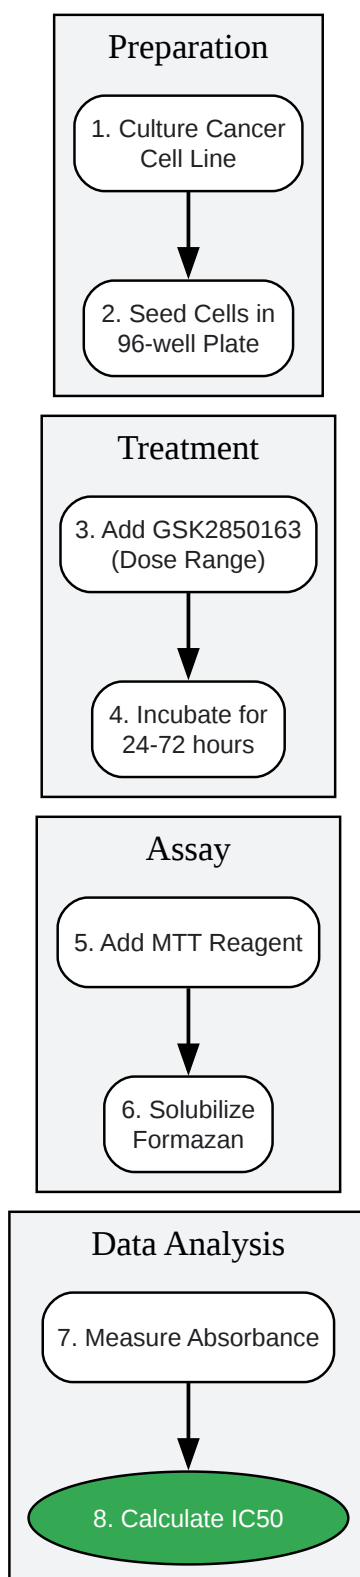 Preparation
1. Culture Cancer
Cell Line
2. Seed Cells in
96-well Plate
Treatment
3. Add GSK2850163
(Dose Range)
4. Incubate for
24-72 hours
Assay
5. Add MTT Reagent
6. Solubilize
Formazan
Data Analysis
7. Measure Absorbance
8. Calculate IC50